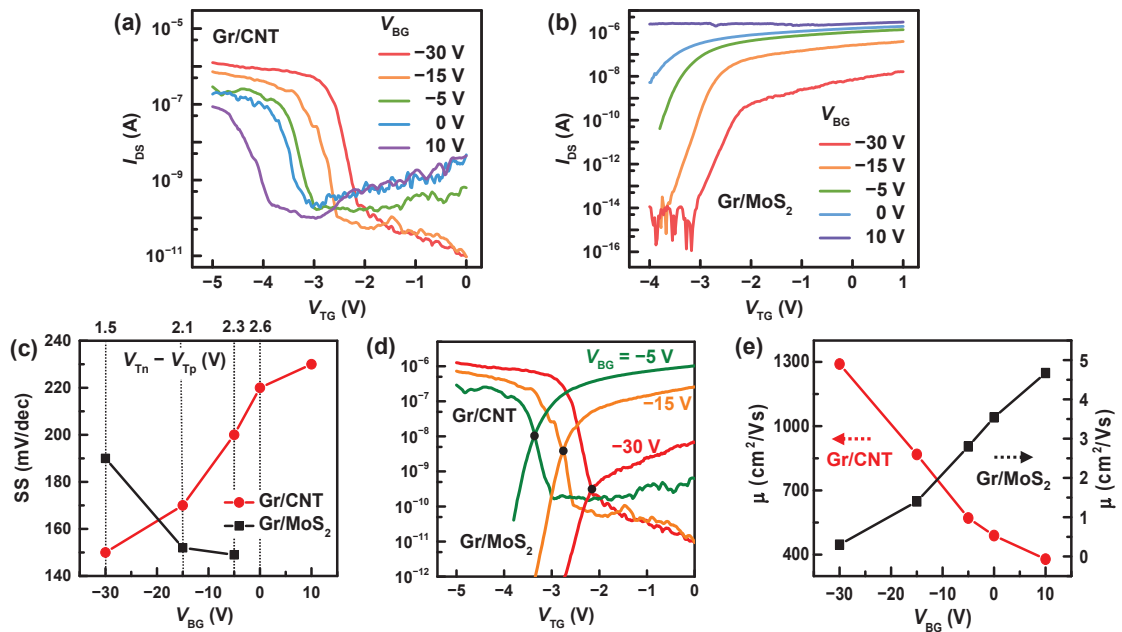 (a)
Gr/CNT
V_BG
−30 V
−15 V
−5 V
0 V
10 V
10⁻⁵
10⁻⁷
10⁻⁹
10⁻¹¹
I_DS (A)
−5 −4 −3 −2 −1 0
V_TG (V)
(b)
10⁻⁶
10⁻⁸
10⁻¹⁰
10⁻¹²
10⁻¹⁴
10⁻¹⁶
I_DS (A)
V_BG
−30 V
−15 V
−5 V
0 V
10 V
Gr/MoS₂
−4 −3 −2 −1 0 1
V_TG (V)
(c)
1.5 2.1 2.3 2.6
V_Tn − V_Tp (V)
240
220
200
180
160
140
SS (mV/dec)
Gr/CNT
Gr/MoS₂
−30 −20 −10 0 10
V_BG (V)
(d)
10⁻⁵
10⁻⁶
10⁻⁷
10⁻⁸
10⁻⁹
10⁻¹⁰
10⁻¹¹
10⁻¹²
I_DS (A)
V_BG = −5 V
−15 V
−30 V
Gr/CNT
Gr/MoS₂
−5 −4 −3 −2 −1 0
V_TG (V)
(e)
1300
1000
700
400
μ (cm²/Vs)
Gr/CNT
Gr/MoS₂
5
4
3
2
1
0
μ (cm²/Vs)
−30 −20 −10 0 10
V_BG (V)